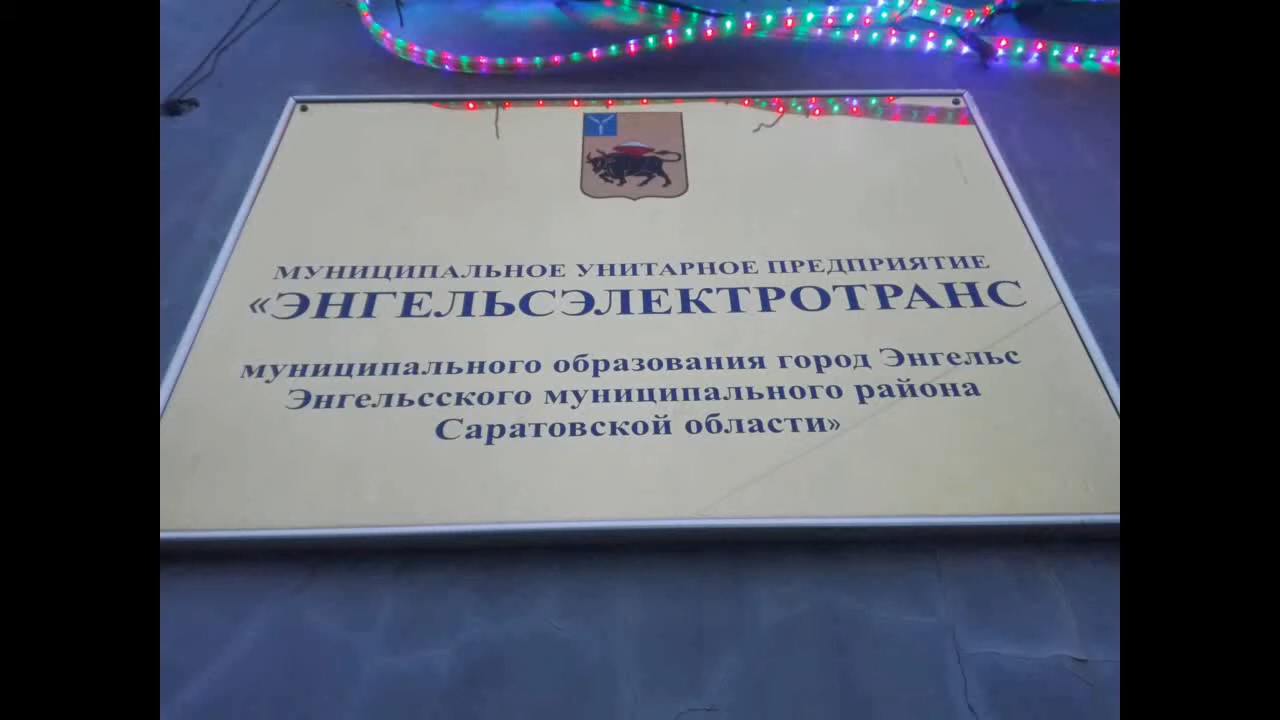 МУНИЦИПАЛЬНОЕ УНИТАРНОЕ ПРЕДПРИЯТИЕ
«ЭНГЕЛЬСЭЛЕКТРОТРАНС
муниципального образования город Энгельс
Энгельсского муниципального района
Саратовской области»